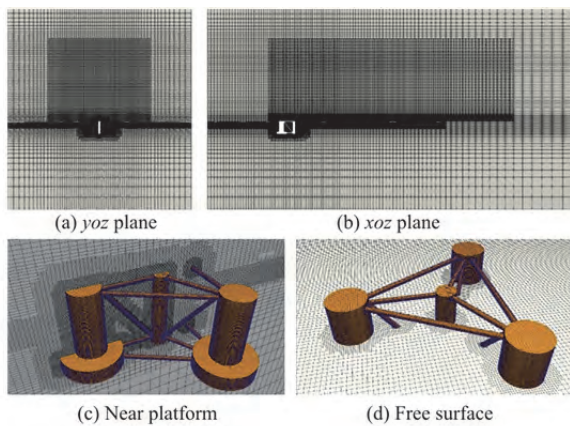 (a) yoz plane
(b) xoz plane
(c) Near platform
(d) Free surface